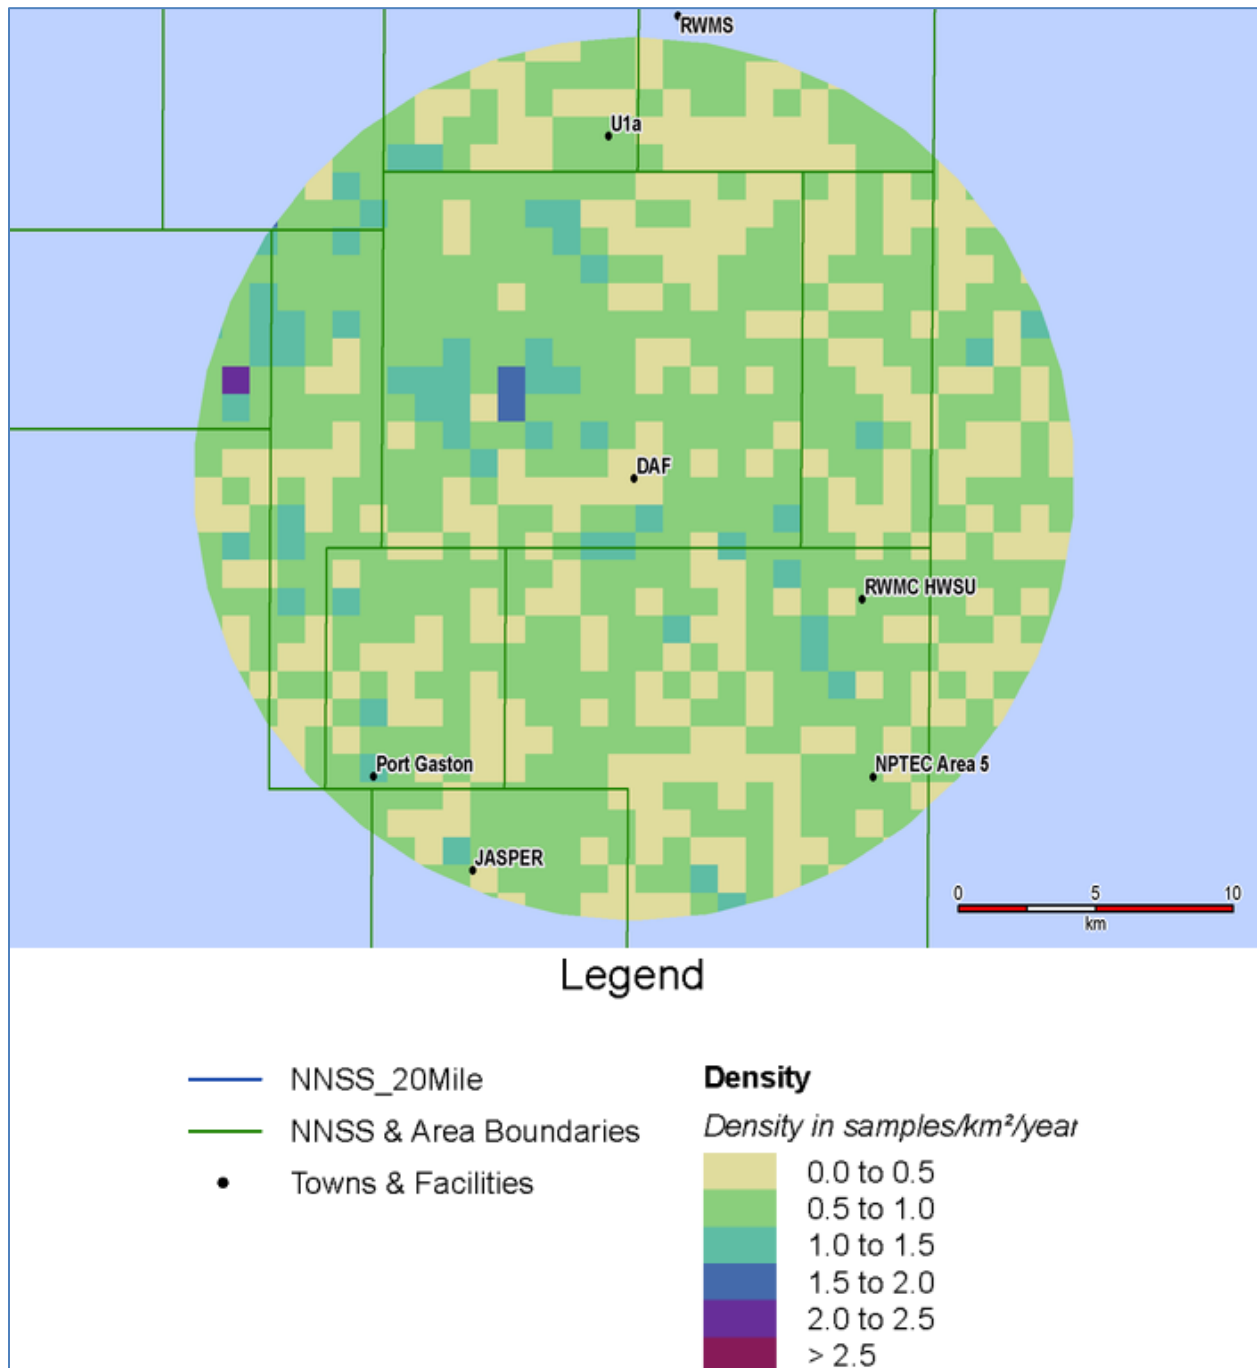 RWMS
U1a
DAF
RWMC HWSU
Port Gaston
NPTEC Area 5
JASPER
0 5 10
km
Legend
NNSS_20Mile
NNSS & Area Boundaries
Towns & Facilities
Density
Density in samples/km²/year
0.0 to 0.5
0.5 to 1.0
1.0 to 1.5
1.5 to 2.0
2.0 to 2.5
> 2.5